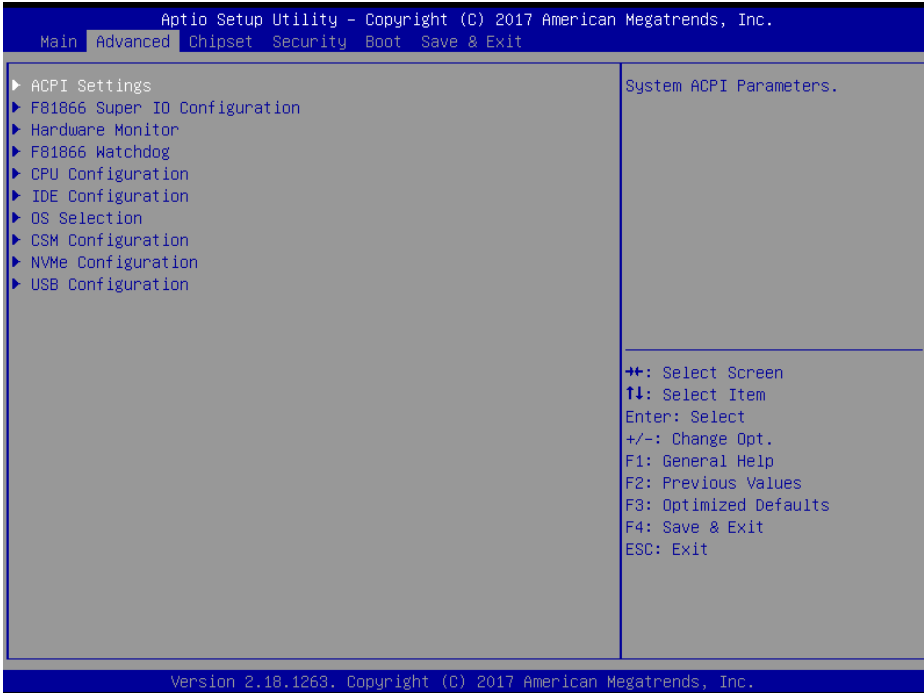 Aptio Setup Utility – Copyright (C) 2017 American Megatrends, Inc.
Main Advanced Chipset Security Boot Save & Exit
▶ ACPI Settings
▶ F81866 Super IO Configuration
▶ Hardware Monitor
▶ F81866 Watchdog
▶ CPU Configuration
▶ IDE Configuration
▶ OS Selection
▶ CSM Configuration
▶ NVMe Configuration
▶ USB Configuration
System ACPI Parameters.
→←: Select Screen
↑↓: Select Item
Enter: Select
+/-: Change Opt.
F1: General Help
F2: Previous Values
F3: Optimized Defaults
F4: Save & Exit
ESC: Exit
Version 2.18.1263. Copyright (C) 2017 American Megatrends, Inc.